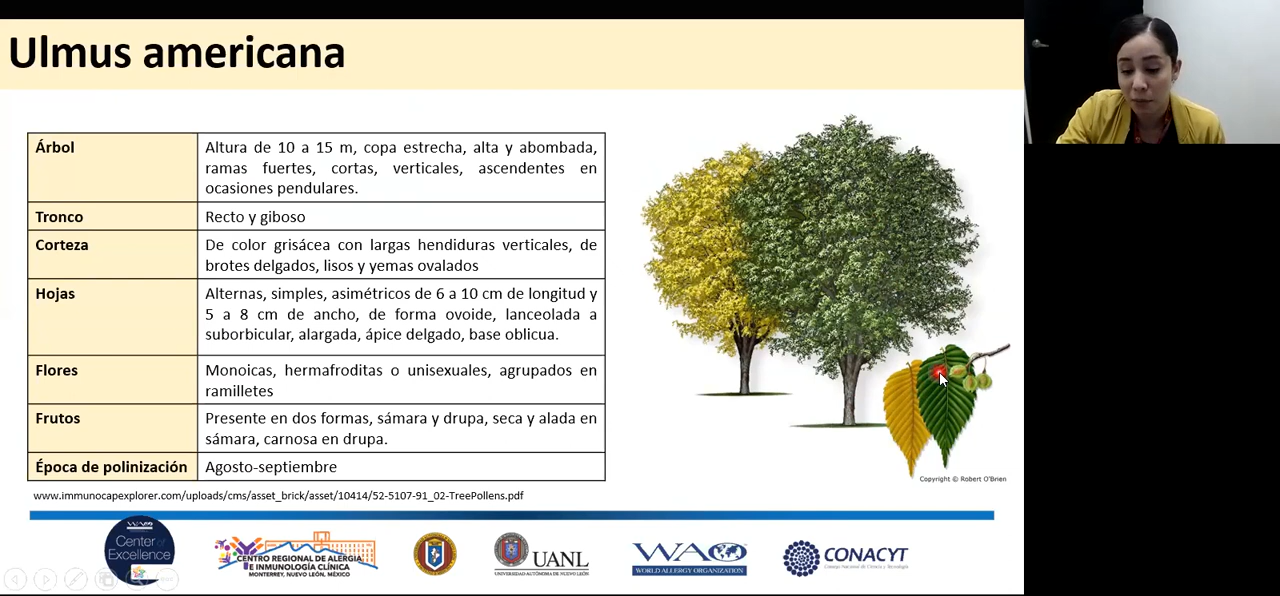 Ulmus americana
Árbol
Altura de 10 a 15 m, copa estrecha, alta y abombada,
ramas fuertes, cortas, verticales, ascendentes en
ocasiones pendulares.
Tronco
Recto y giboso
Corteza
De color grisácea con largas hendiduras verticales, de
brotes delgados, lisos y yemas ovalados
Hojas
Alternas, simples, asimétricos de 6 a 10 cm de longitud y
5 a 8 cm de ancho, de forma ovoide, lanceolada a
suborbicular, alargada, ápice delgado, base oblicua.
Flores
Monoicas, hermafroditas o unisexuales, agrupados en
ramilletes
Frutos
Presente en dos formas, sámara y drupa, seca y alada en
sámara, carnosa en drupa.
Época de polinización
Agosto-septiembre
Copyright © Robert O'Brien
www.immunocapexplorer.com/uploads/cms/asset_brick/asset/10414/52-5107-91_02-TreePollens.pdf
WAO
Center of
Excellence
CENTRO REGIONAL DE ALERGIA
E INMUNOLOGÍA CLÍNICA
MONTERREY, NUEVO LEÓN, MÉXICO
UANL
UNIVERSIDAD AUTÓNOMA DE NUEVO LEÓN
WAO
WORLD ALLERGY ORGANIZATION
CONACYT
Consejo Nacional de Ciencia y Tecnología